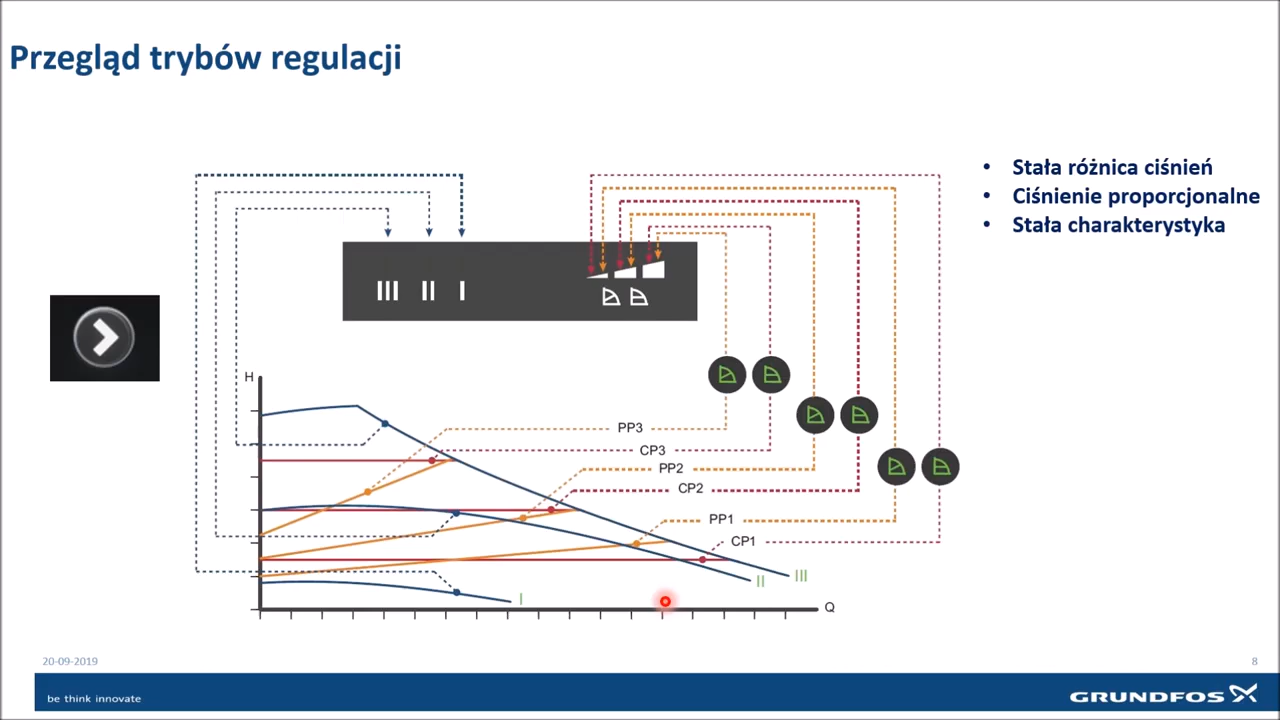 Przegląd trybów regulacji
• Stała różnica ciśnień
• Ciśnienie proporcjonalne
• Stała charakterystyka
III II I
H
PP3
CP3
PP2
CP2
PP1
CP1
III
II
I
Q
20-09-2019
8
be think innovate
GRUNDFOS